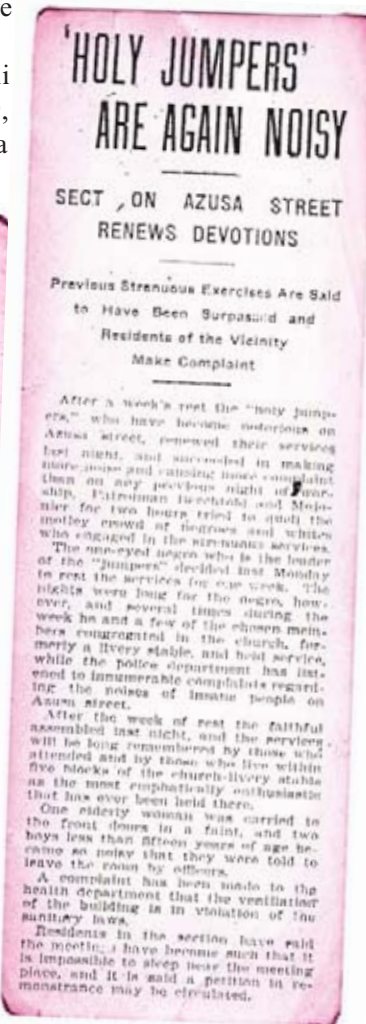 e
i
,
a
'HOLY JUMPERS'
ARE AGAIN NOISY
SECT , ON AZUSA STREET
RENEWS DEVOTIONS
Previous Strenuous Exercises Are Said
to Have Been Surpassed and
Residents of the Vicinity
Make Complaint
After a week's rest the "holy jump-
ers," who have become notorious on
Azusa street, renewed their services
last night, and succeeded in making
more noise and causing more complaint
than on any previous night of wor-
ship. Patrolman and
for two hours tried to quell the
motley crowd of negroes and whites
who engaged in the strenuous services.
The one-eyed negro who is the leader
of the "jumpers" decided last Monday
to rest the services for one week. The
nights were long for the negro, how-
ever, and several times during the
week he and a few of the chosen mem-
bers congregated in the church, for-
merly a livery stable, and held service,
while the police department has list-
ened to innumerable complaints regard-
ing the noises of insane people on
Azusa street.
After the week of rest the faithful
assembled last night, and the services
will be long remembered by those who
attended and by those who live within
five blocks of the church-livery stable
as the most emphatically enthusiastic
that has ever been held there.
One elderly woman was carried to
the front doors in a faint, and two
boys less than fifteen years of age be-
came so noisy that they were told to
leave the room by officers.
A complaint has been made to the
health department that the ventilation
of the building is in violation of the
sanitary laws.
Residents in the section have said
the have become such that it
is impossible to sleep near the meeting
place, and it is said a petition in re-
monstrance may be circulated.